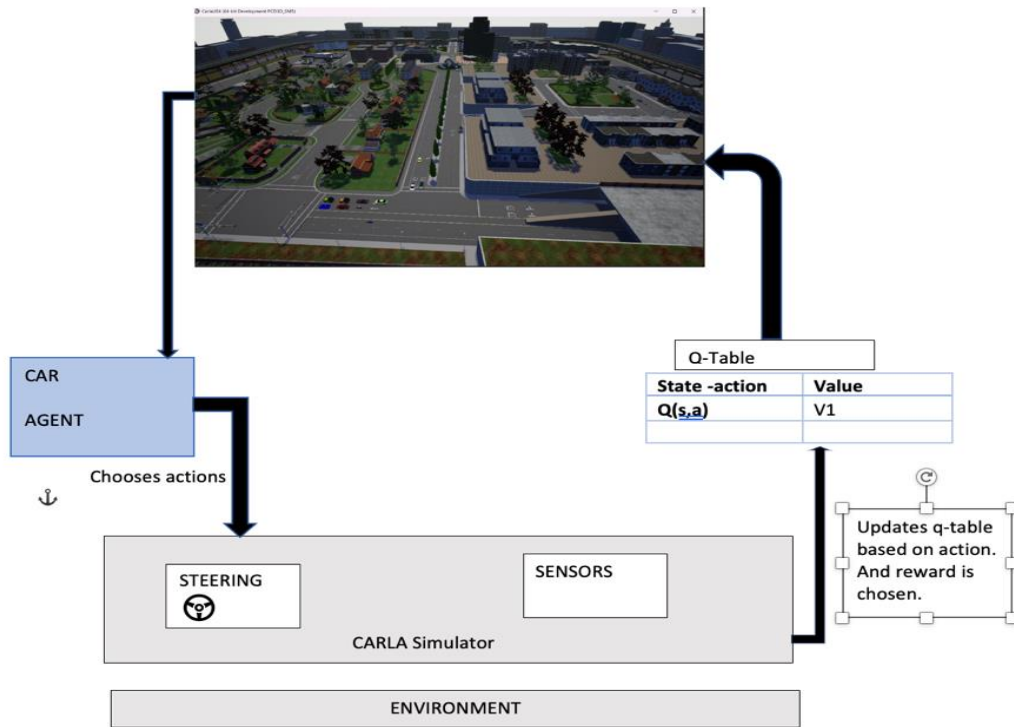 CAR
AGENT
Chooses actions
Q-Table
State -action Value
Q(s,a) V1
Updates q-table
based on action.
And reward is
chosen.
STEERING
SENSORS
CARLA Simulator
ENVIRONMENT